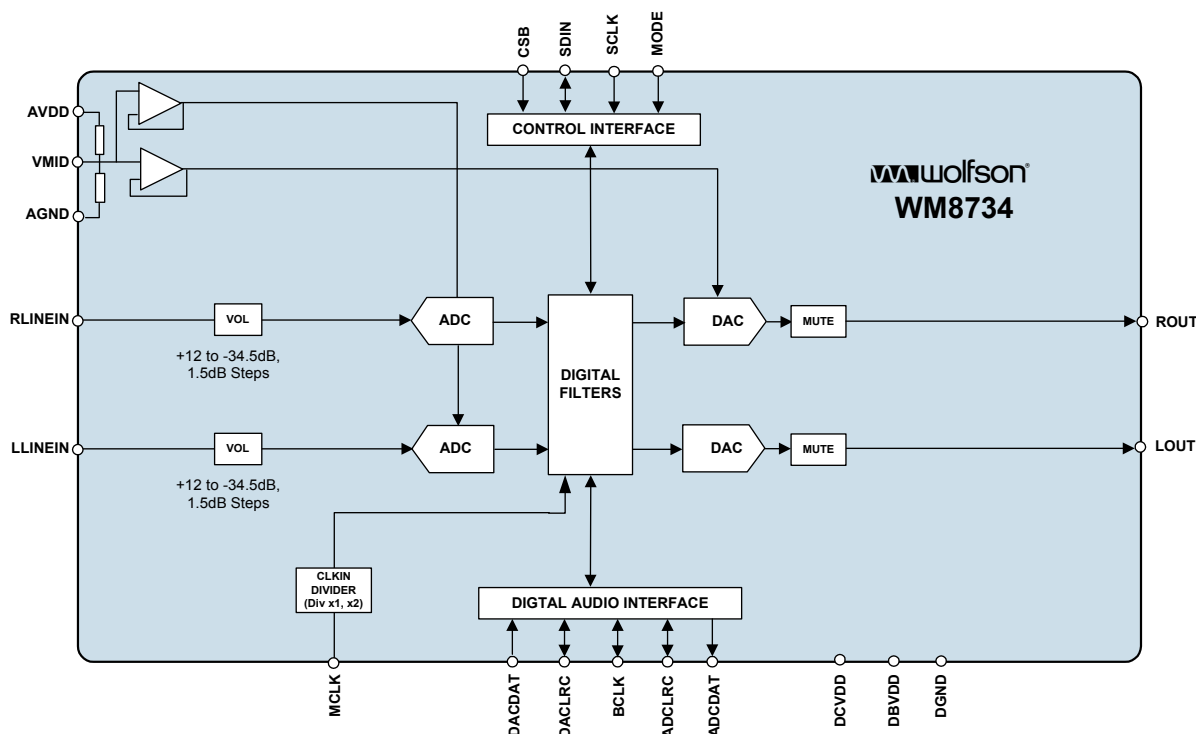 CSB
SDIN
SCLK
MODE
AVDD
VMID
AGND
CONTROL INTERFACE
wolfson®
WM8734
RLINEIN
VOL
+12 to -34.5dB,
1.5dB Steps
ADC
DIGITAL
FILTERS
DAC
MUTE
ROUT
LLINEIN
VOL
+12 to -34.5dB,
1.5dB Steps
ADC
DAC
MUTE
LOUT
CLKIN
DIVIDER
(Div x1, x2)
DIGTAL AUDIO INTERFACE
MCLK
DACDAT
DACLRC
BCLK
ADCLRC
ADCDAT
DCVDD
DBVDD
DGND